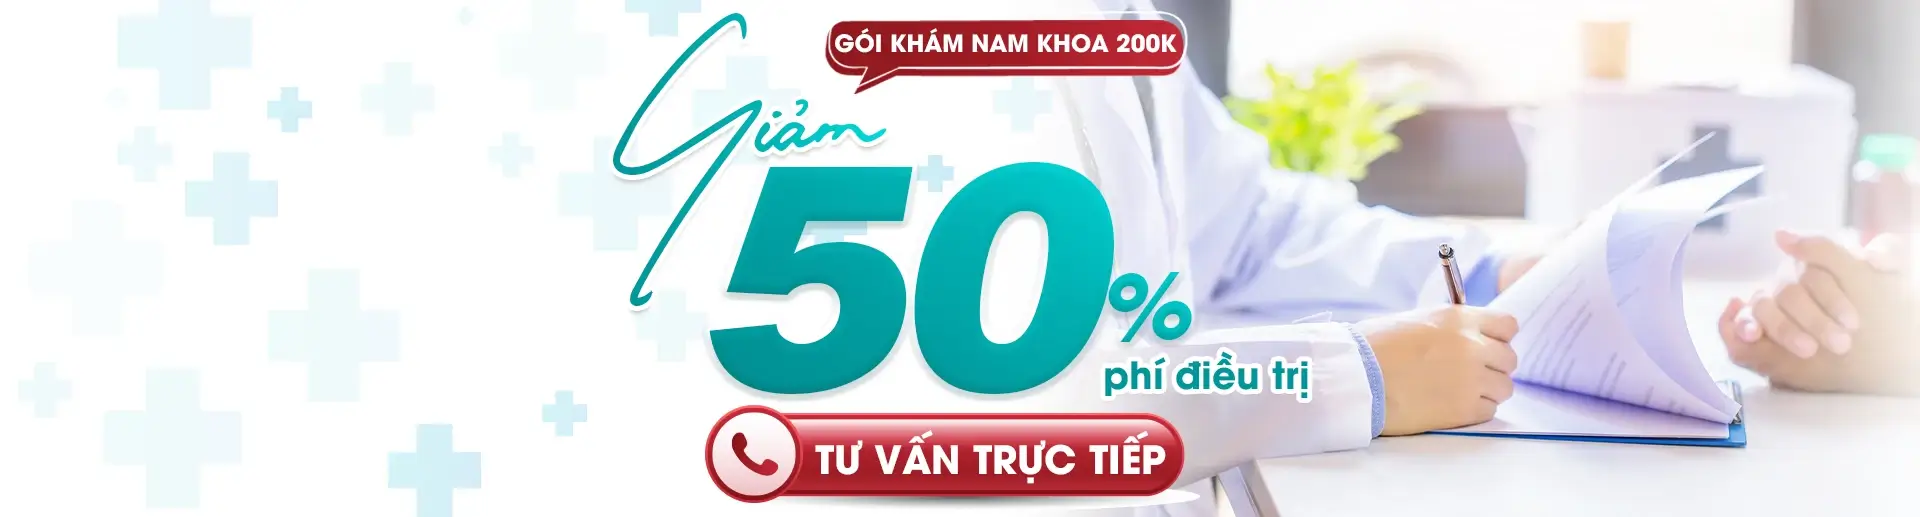 GÓI KHÁM NAM KHOA 200K
Giảm
50%
phí điều trị
TƯ VẤN TRỰC TIẾP